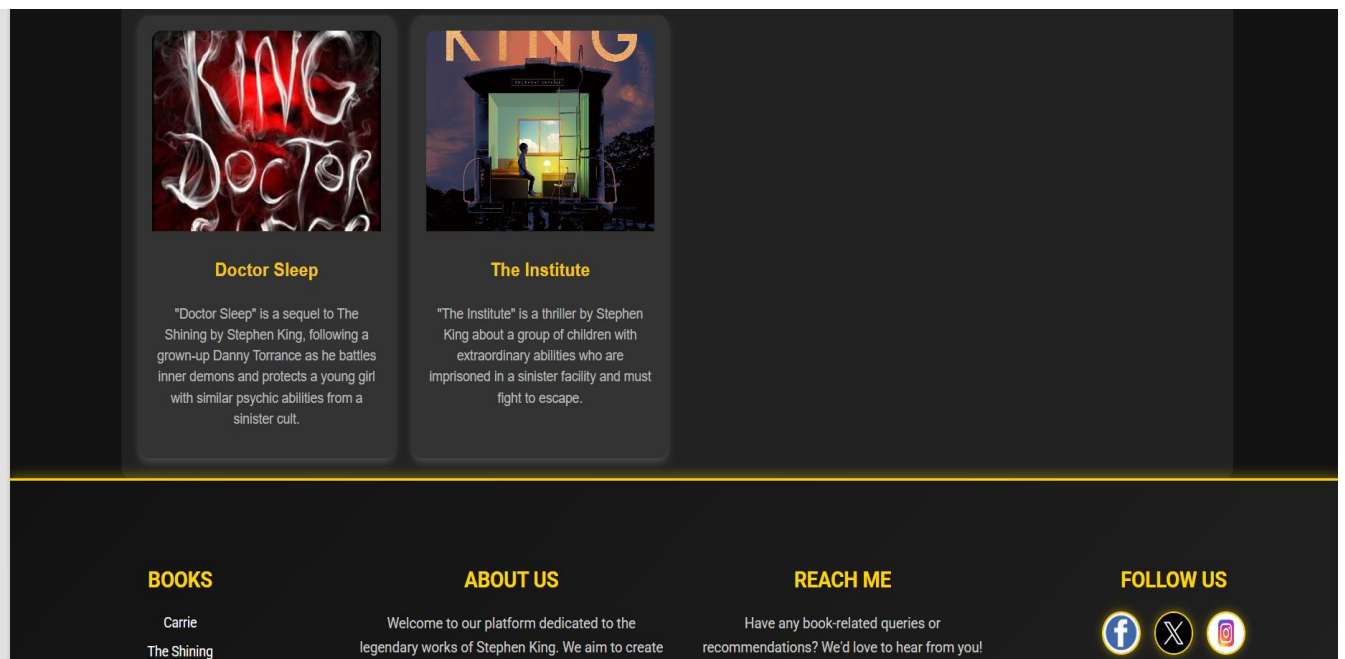 KING
DOCTOR
SLEEP
KING
Doctor Sleep
"Doctor Sleep" is a sequel to The
Shining by Stephen King, following a
grown-up Danny Torrance as he battles
inner demons and protects a young girl
with similar psychic abilities from a
sinister cult.
The Institute
"The Institute" is a thriller by Stephen
King about a group of children with
extraordinary abilities who are
imprisoned in a sinister facility and must
fight to escape.
BOOKS
Carrie
The Shining
ABOUT US
Welcome to our platform dedicated to the
legendary works of Stephen King. We aim to create
REACH ME
Have any book-related queries or
recommendations? We'd love to hear from you!
FOLLOW US